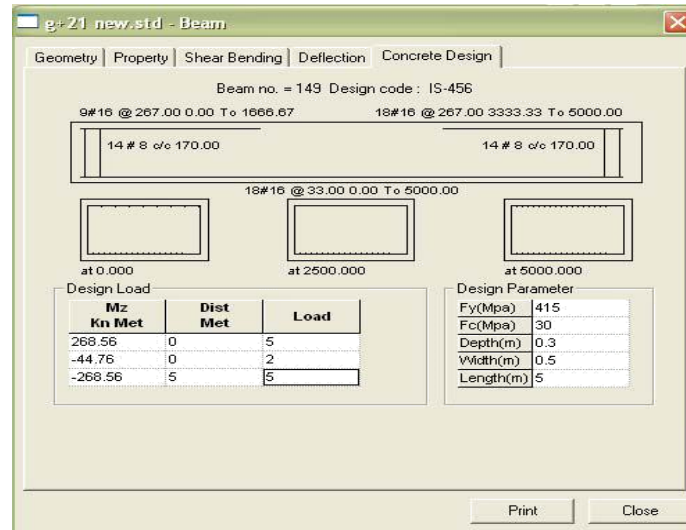 g+21 new.std - Beam
Geometry Property Shear Bending Deflection Concrete Design
Beam no. = 149 Design code : IS-456
9#16 @ 267.00 0.00 To 1666.67 18#16 @ 267.00 3333.33 To 5000.00
14 # 8 c/c 170.00 14 # 8 c/c 170.00
18#16 @ 33.00 0.00 To 5000.00
at 0.000 at 2500.000 at 5000.000
Design Load Design Parameter
Mz Dist Load
Kn Met Met
268.56 0 5
-44.76 0 2
-268.56 5 5
Fy(Mpa) 415
Fc(Mpa) 30
Depth(m) 0.3
Width(m) 0.5
Length(m) 5
Print Close